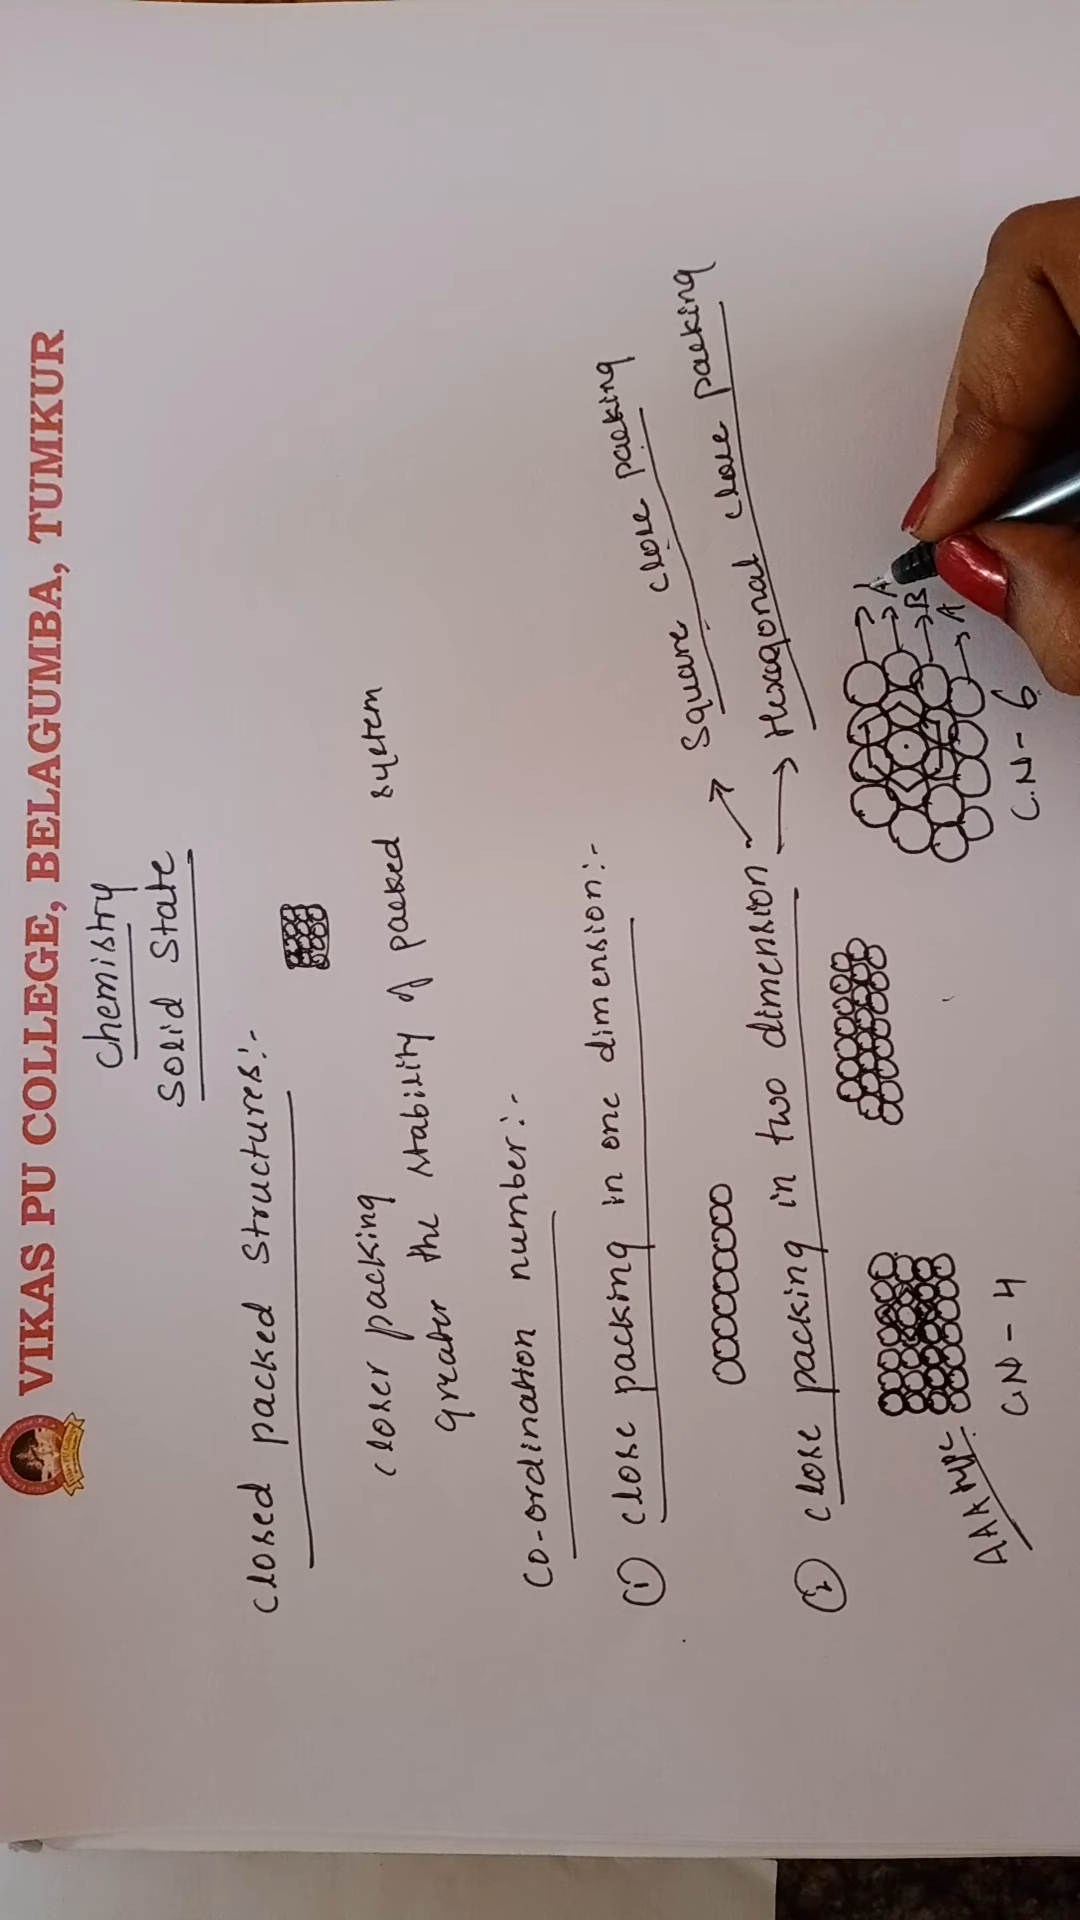 VIKAS PU COLLEGE, BELAGUMBA, TUMKUR
Chemistry
Solid State
Closed packed structures:-
Closer packing
greater the stability of packed system
Co-ordination number:-
① Close packing in one dimension:-
② Close packing in two dimension
Square close packing
Hexagonal close packing
AAA type
C.N - 4
A
B
A
C.N - 6